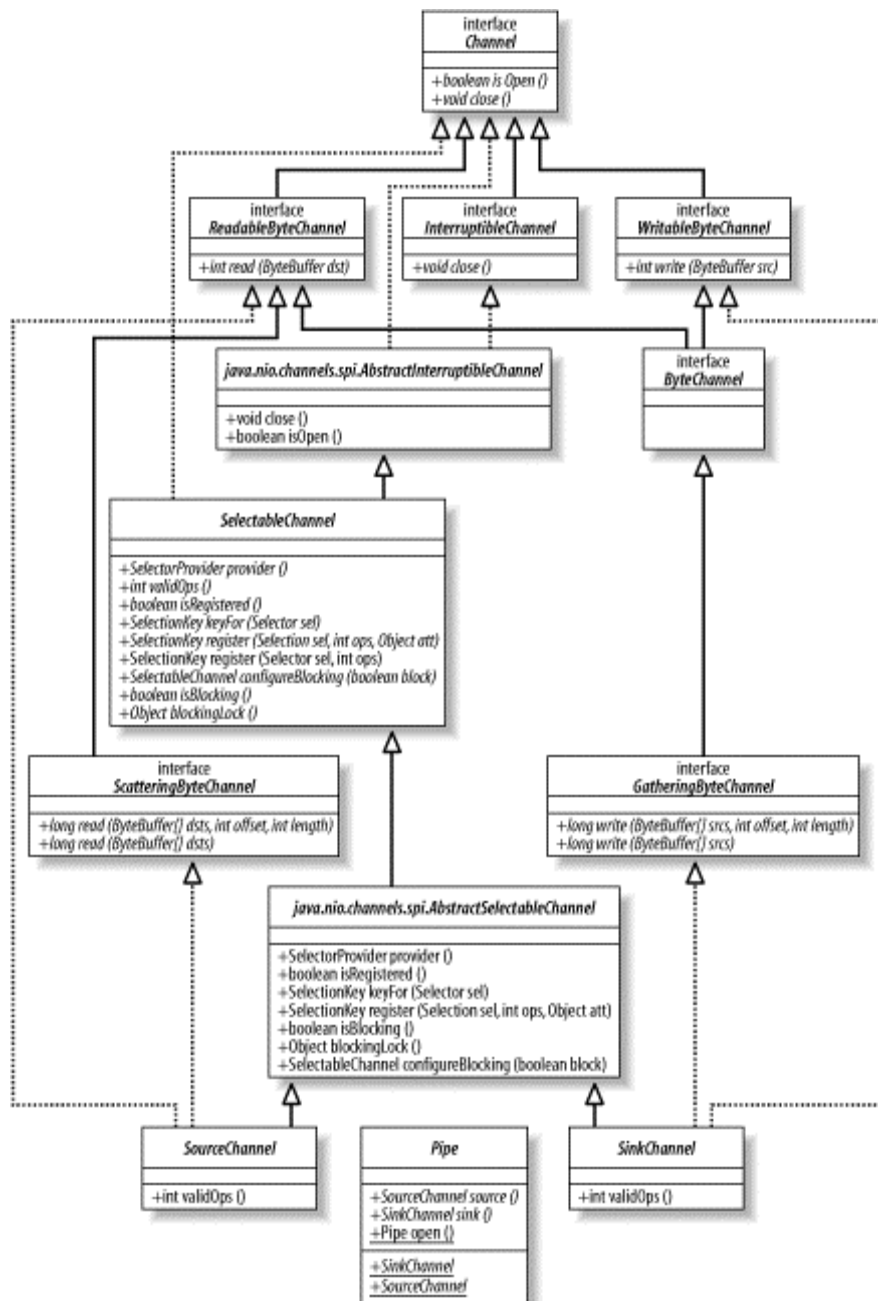 interface
Channel
+boolean is Open ()
+void close ()
interface
ReadableByteChannel
+int read (ByteBuffer dst)
interface
InterruptibleChannel
+void close ()
interface
WritableByteChannel
+int write (ByteBuffer src)
java.nio.channels.spi.AbstractInterruptibleChannel
+void close ()
+boolean isOpen ()
interface
ByteChannel
SelectableChannel
+SelectorProvider provider ()
+int validOps ()
+boolean isRegistered ()
+SelectionKey keyFor (Selector sel)
+SelectionKey register (Selection sel, int ops, Object att)
+SelectionKey register (Selector sel, int ops)
+SelectableChannel configureBlocking (boolean block)
+boolean isBlocking ()
+Object blockingLock ()
interface
ScatteringByteChannel
+long read (ByteBuffer[] dsts, int offset, int length)
+long read (ByteBuffer[] dsts)
interface
GatheringByteChannel
+long write (ByteBuffer[] srcs, int offset, int length)
+long write (ByteBuffer[] srcs)
java.nio.channels.spi.AbstractSelectableChannel
+SelectorProvider provider ()
+boolean isRegistered ()
+SelectionKey keyFor (Selector sel)
+SelectionKey register (Selection sel, int ops, Object att)
+boolean isBlocking ()
+Object blockingLock ()
+SelectableChannel configureBlocking (boolean block)
SourceChannel
+int validOps ()
Pipe
+SourceChannel source ()
+SinkChannel sink ()
+Pipe open ()
+SinkChannel
+SourceChannel
SinkChannel
+int validOps ()